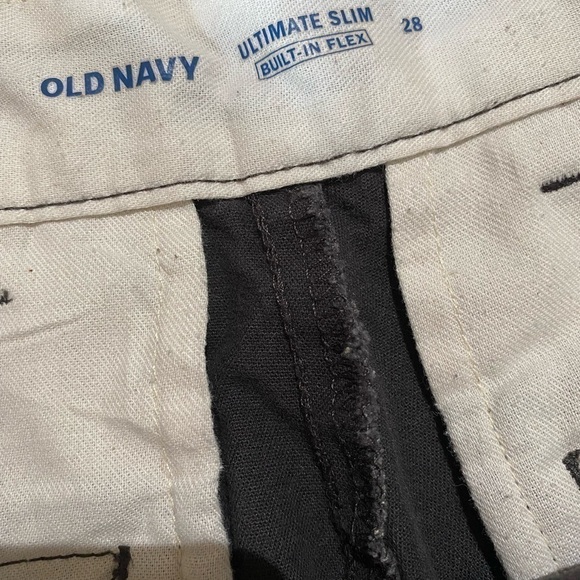 OLD NAVY
ULTIMATE SLIM
BUILT-IN FLEX
28